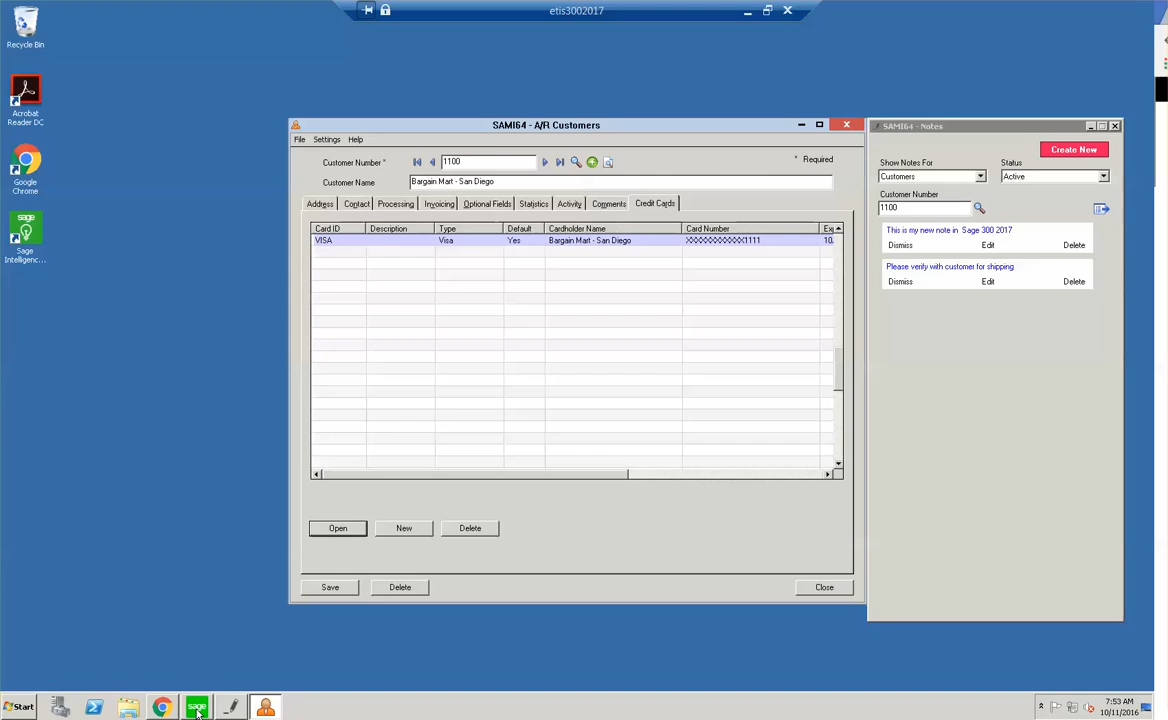 etis3002017
Recycle Bin
Acrobat
Reader DC
Google
Chrome
sage
Sage
Intelligenc...
SAMI64 - A/R Customers
File Settings Help
Customer Number * 1100 * Required
Customer Name Bargain Mart - San Diego
Address Contact Processing Invoicing Optional Fields Statistics Activity Comments Credit Cards
Card ID Description Type Default Cardholder Name Card Number Exp
VISA Visa Yes Bargain Mart - San Diego XXXXXXXXXXXX1111 10.
Open New Delete
Save Delete Close
SAMI64 - Notes
Create New
Show Notes For Status
Customers Active
Customer Number
1100
This is my new note in Sage 300 2017
Dismiss Edit Delete
Please verify with customer for shipping
Dismiss Edit Delete
Start
sage
7:53 AM
10/11/2016